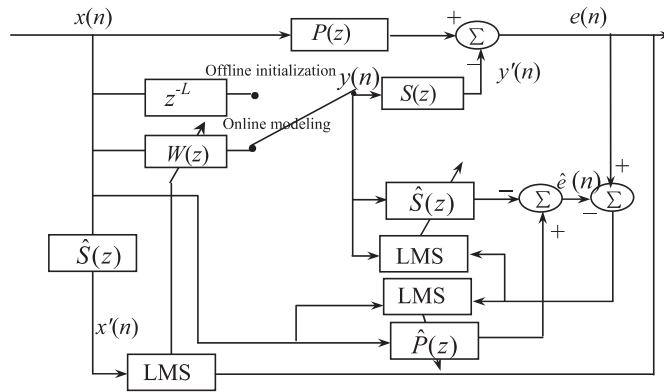 x(n)
P(z)
+
Σ
e(n)
−
y′(n)
Offline initialization
z^{-L}
y(n)
S(z)
Online modeling
W(z)
+
Ŝ(z)
−
Σ
ê(n)
−
Σ
+
Ŝ(z)
LMS
LMS
x′(n)
P̂(z)
LMS